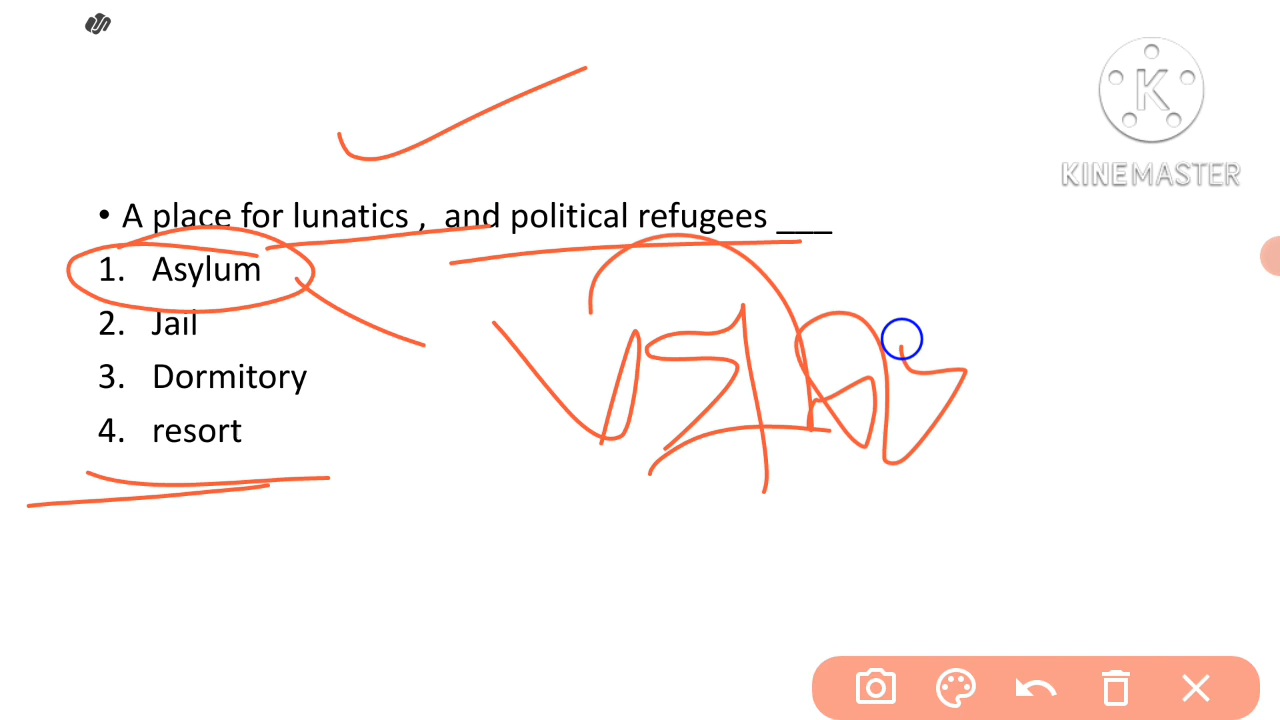 KINEMASTER
• A place for lunatics , and political refugees ___
1. Asylum
2. Jail
3. Dormitory
4. resort